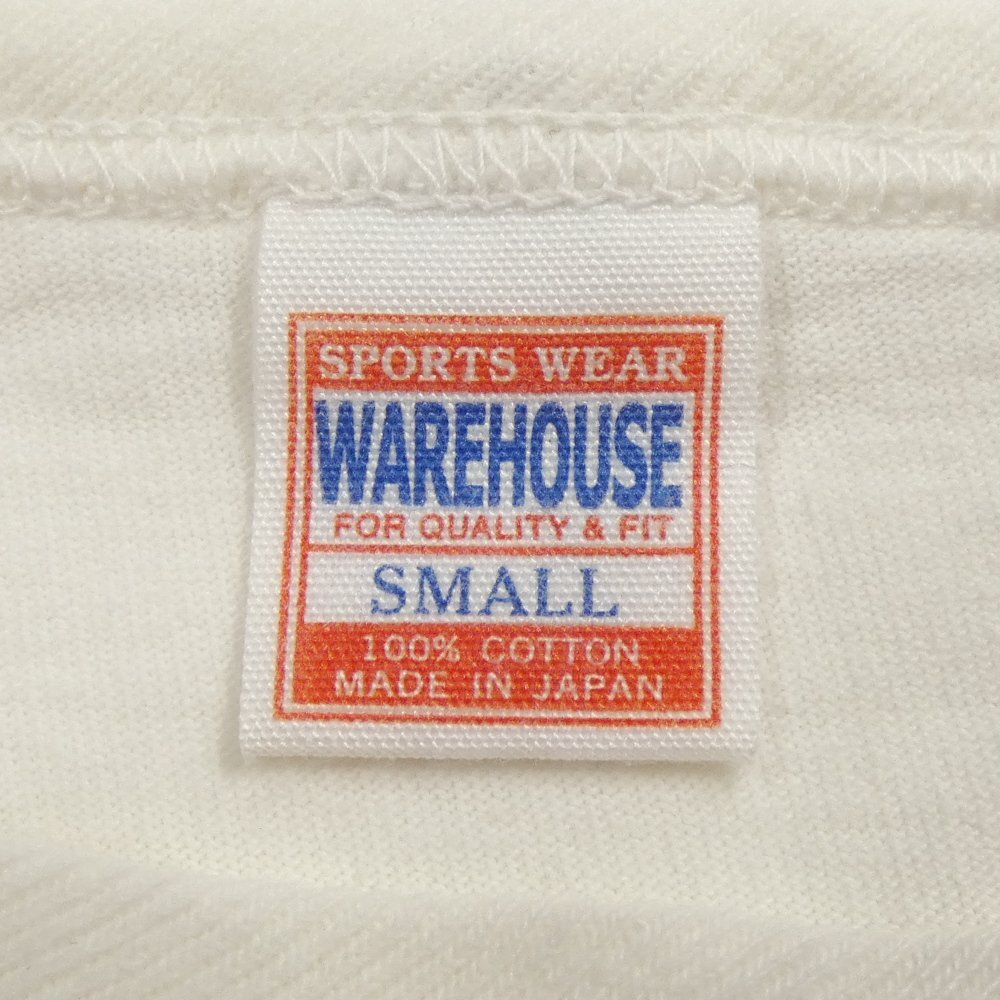 SPORTS WEAR
WAREHOUSE
FOR QUALITY & FIT
SMALL
100% COTTON
MADE IN JAPAN